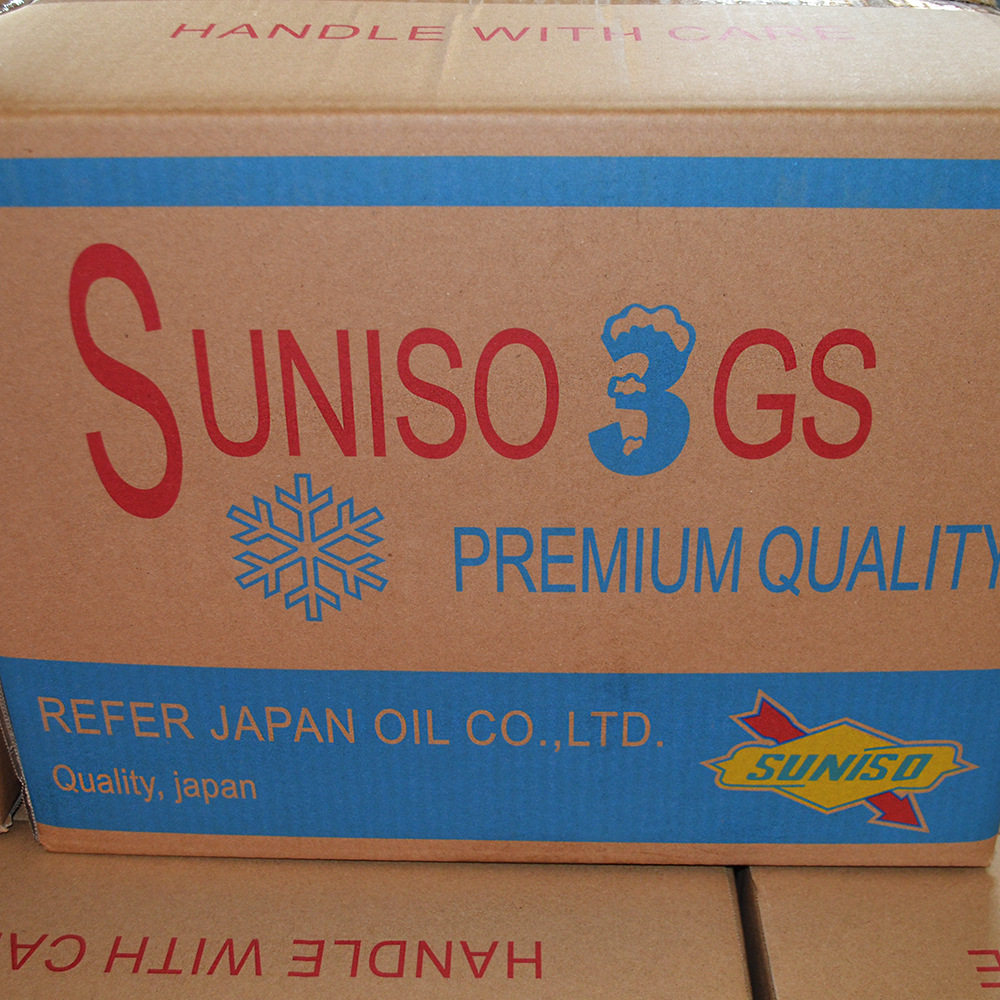 HANDLE WITH CARE
SUNISO 3GS
PREMIUM QUALITY
REFER JAPAN OIL CO.,LTD.
Quality, japan
SUNISO
HANDLE WITH CA